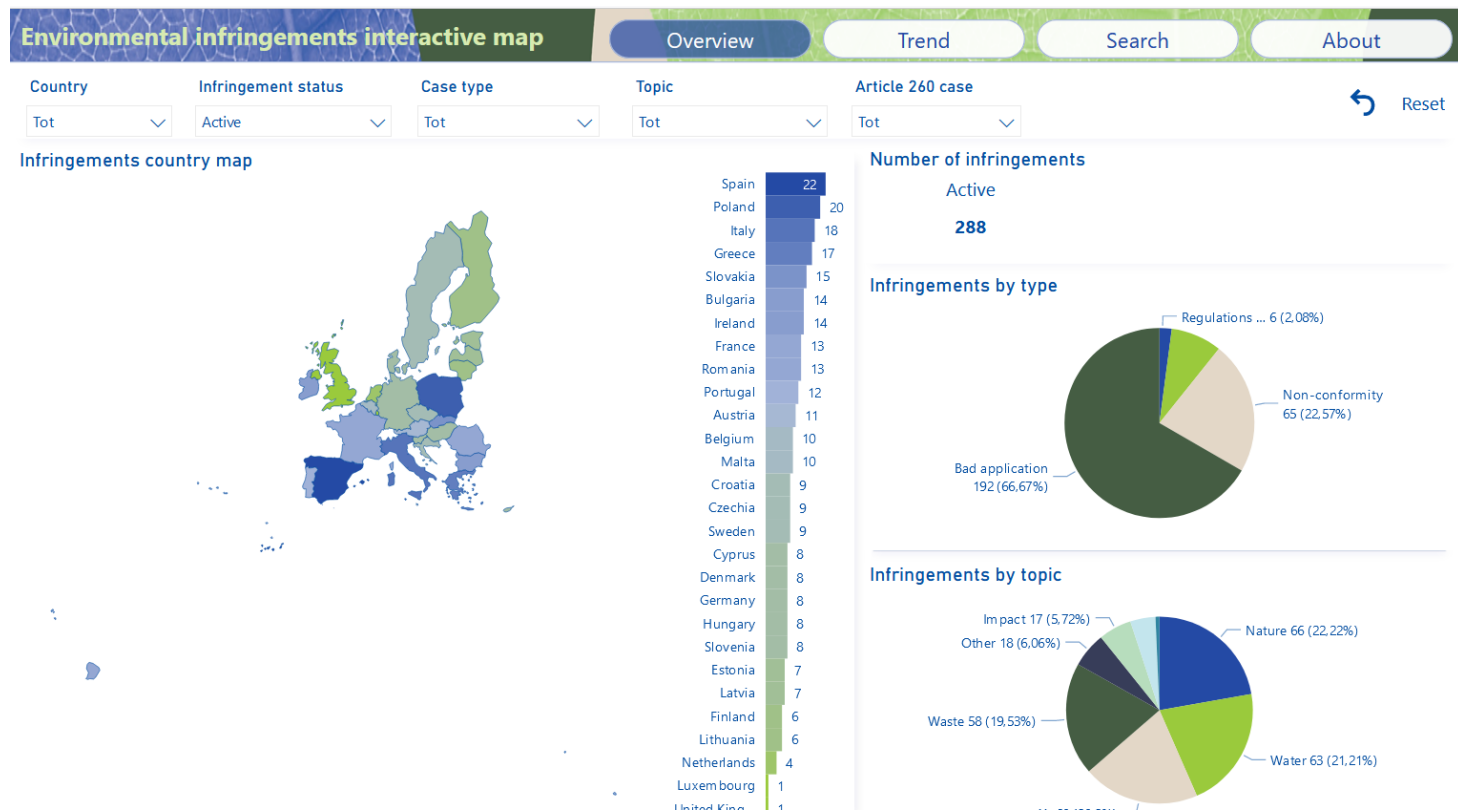 Environmental infringements interactive map
Overview
Trend
Search
About
Country
Infringement status
Case type
Topic
Article 260 case
Tot
Active
Tot
Tot
Tot
Reset
Infringements country map
Spain 22
Poland 20
Italy 18
Greece 17
Slovakia 15
Bulgaria 14
Ireland 14
France 13
Romania 13
Portugal 12
Austria 11
Belgium 10
Malta 10
Croatia 9
Czechia 9
Sweden 9
Cyprus 8
Denmark 8
Germany 8
Hungary 8
Slovenia 8
Estonia 7
Latvia 7
Finland 6
Lithuania 6
Netherlands 4
Luxembourg 1
United King... 1
Number of infringements
Active
288
Infringements by type
Regulations ... 6 (2,08%)
Non-conformity
65 (22,57%)
Bad application
192 (66,67%)
Infringements by topic
Impact 17 (5,72%)
Other 18 (6,06%)
Nature 66 (22,22%)
Waste 58 (19,53%)
Water 63 (21,21%)